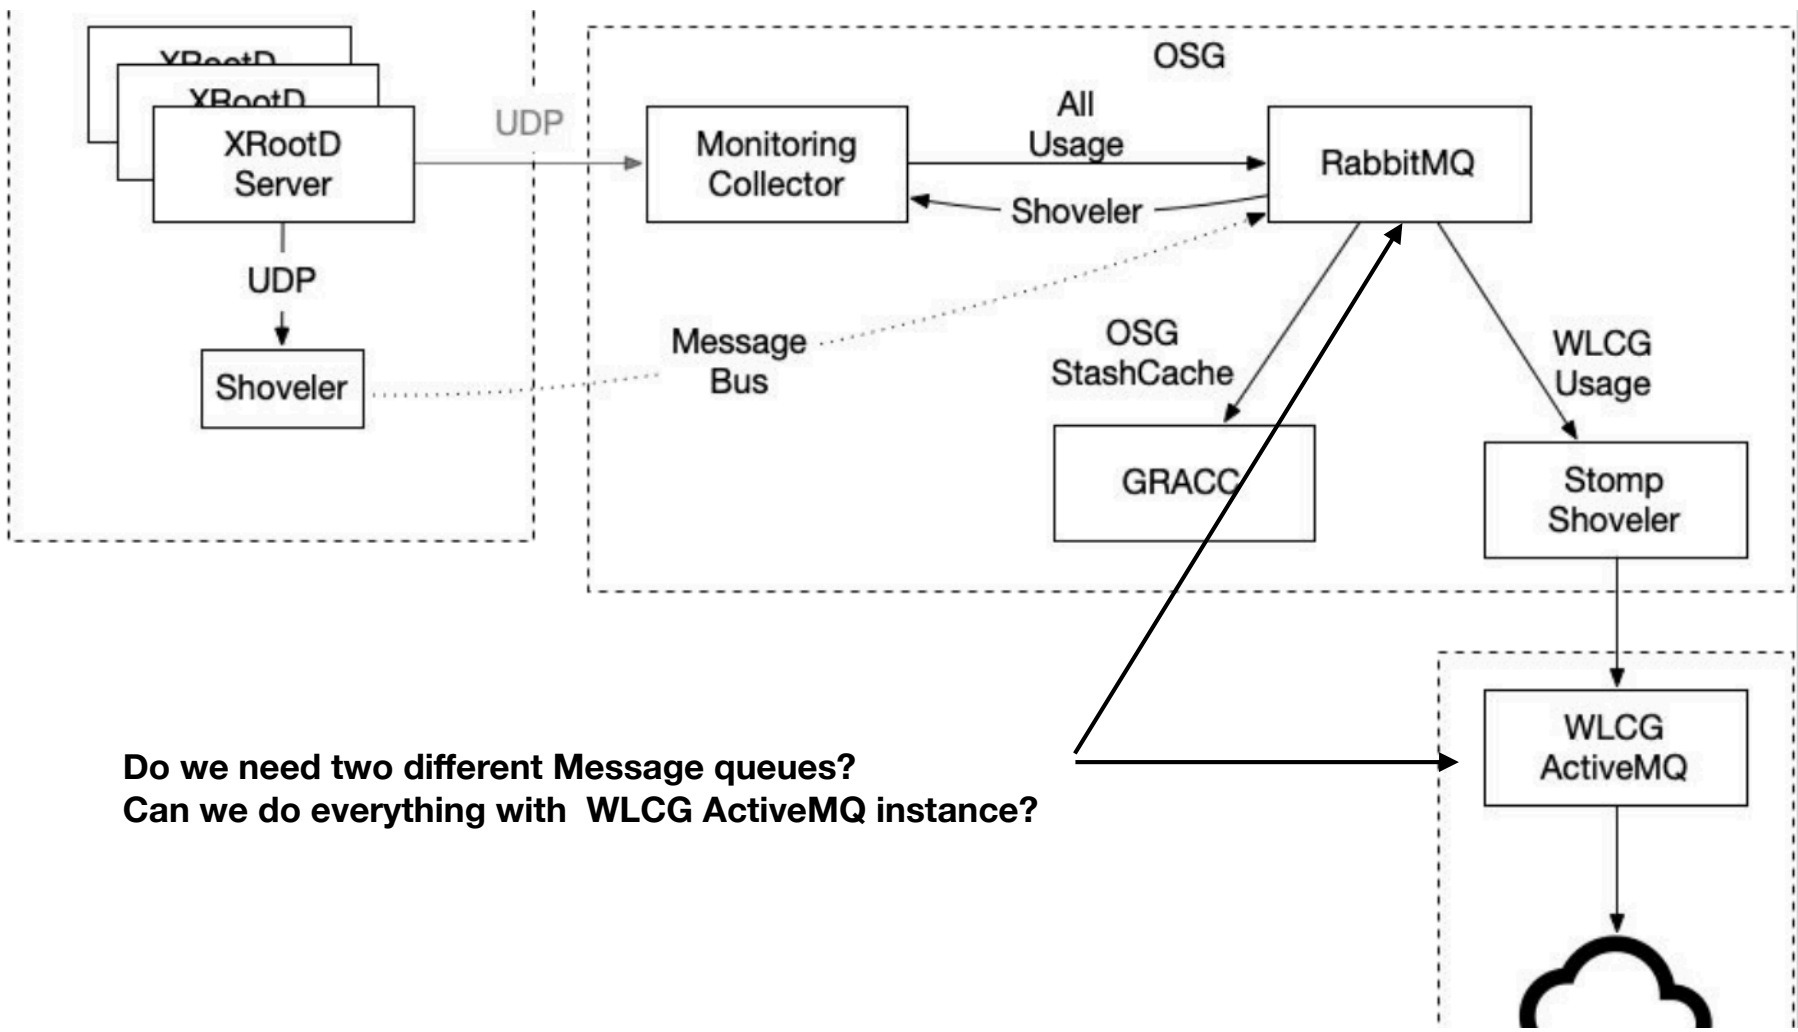 XRootD
XRootD
XRootD
Server
UDP
Shoveler
UDP
OSG
Monitoring
Collector
All
Usage
Shoveler
RabbitMQ
Message
Bus
OSG
StashCache
WLCG
Usage
GRACC
Stomp
Shoveler
WLCG
ActiveMQ
Do we need two different Message queues?
Can we do everything with  WLCG ActiveMQ instance?